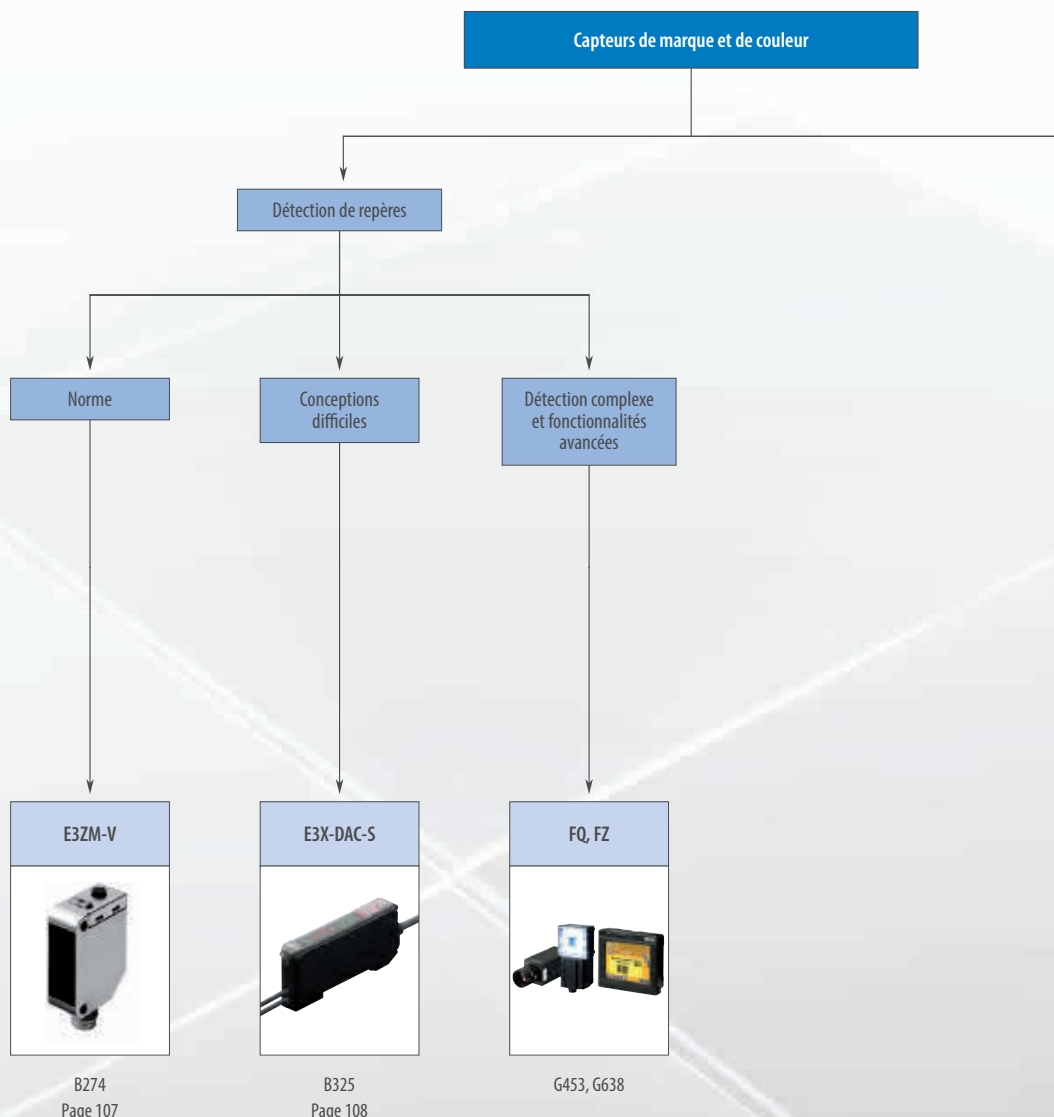 Capteurs de marque et de couleur
Détection de repères
Norme
Conceptions
difficiles
Détection complexe
et fonctionnalités
avancées
E3ZM-V
E3X-DAC-S
FQ, FZ
B274
Page 107
B325
Page 108
G453, G638